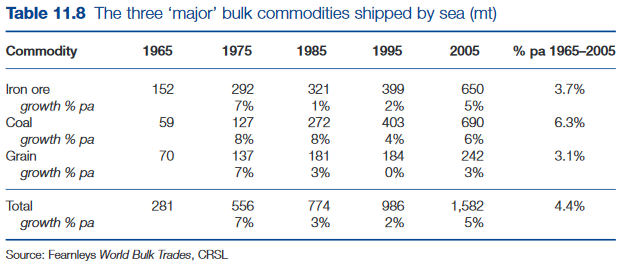 Table 11.8 The three ‘major’ bulk commodities shipped by sea (mt)
Commodity 1965 1975 1985 1995 2005 % pa 1965–2005
Iron ore 152 292 321 399 650 3.7%
growth % pa 7% 1% 2% 5%
Coal 59 127 272 403 690 6.3%
growth % pa 8% 8% 4% 6%
Grain 70 137 181 184 242 3.1%
growth % pa 7% 3% 0% 3%
Total 281 556 774 986 1,582 4.4%
growth % pa 7% 3% 2% 5%
Source: Fearnleys World Bulk Trades, CRSL